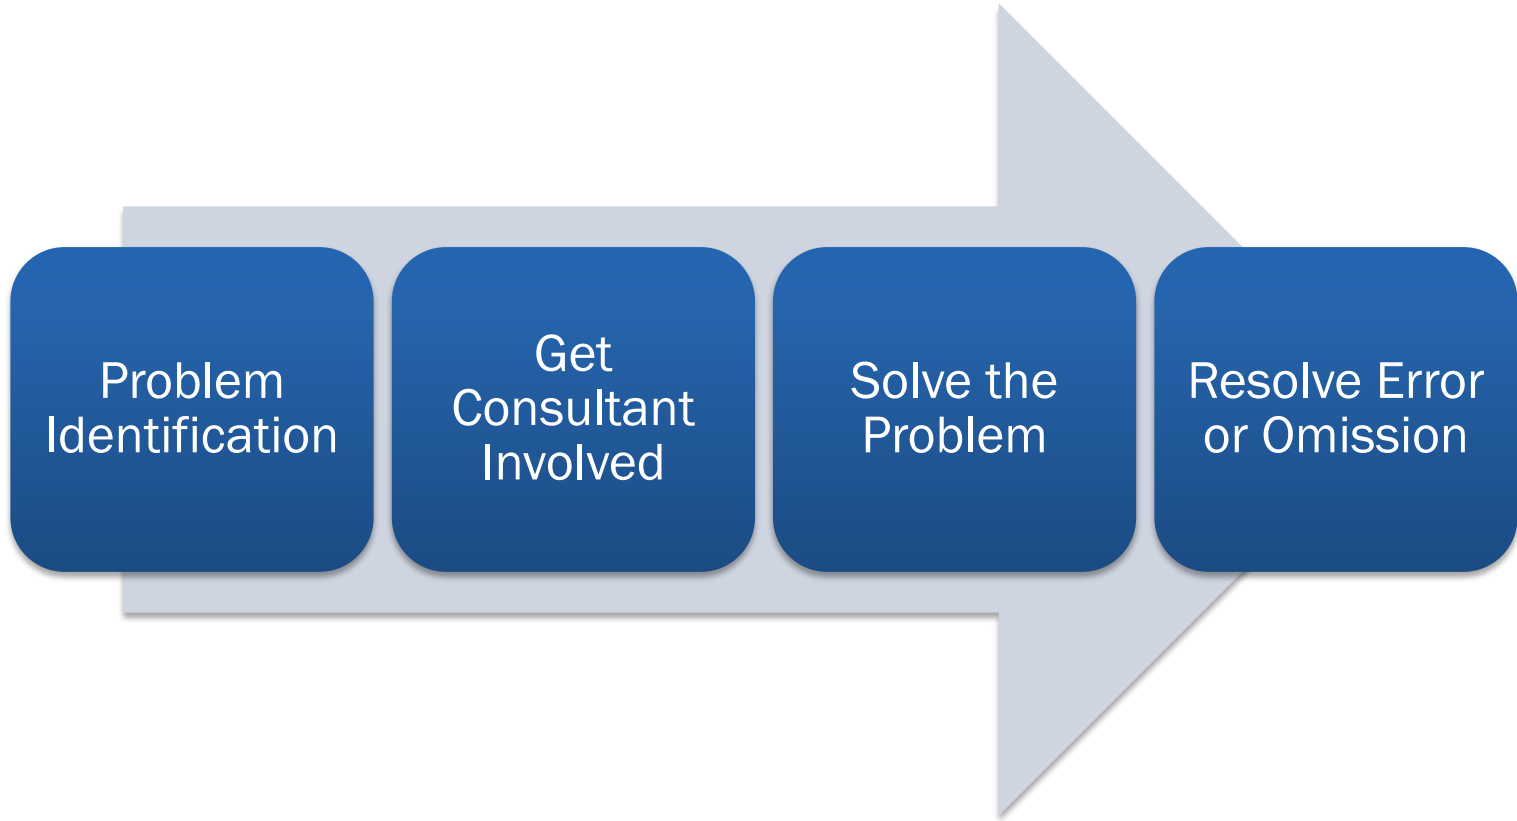 Problem
Identification
Get
Consultant
Involved
Solve the
Problem
Resolve Error
or Omission